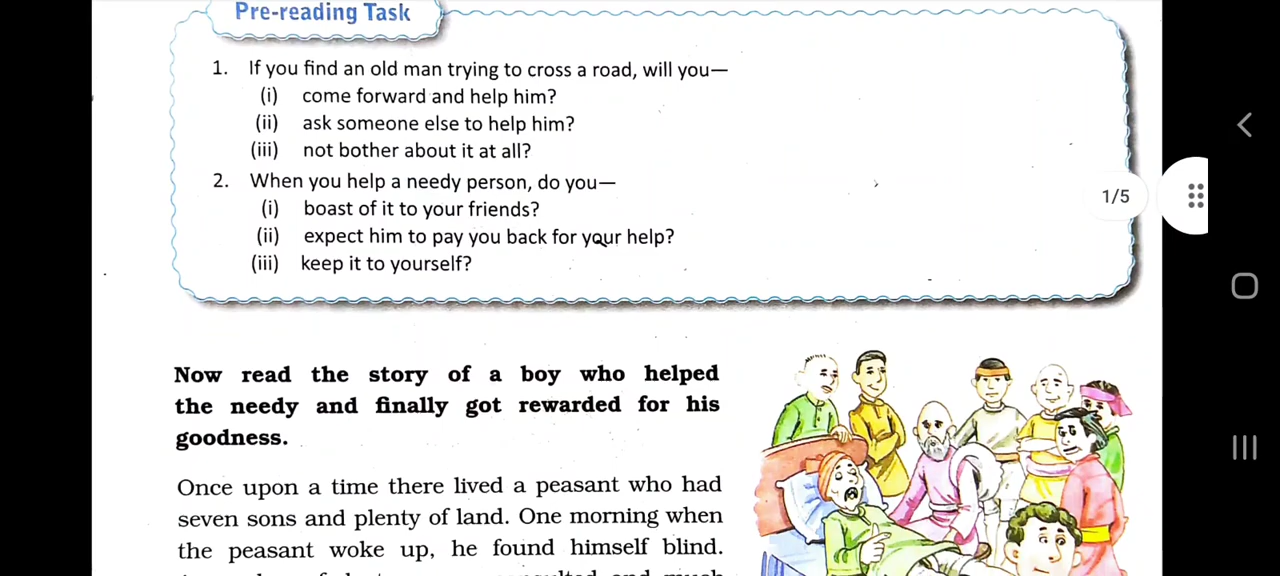 Pre-reading Task
1. If you find an old man trying to cross a road, will you—
(i) come forward and help him?
(ii) ask someone else to help him?
(iii) not bother about it at all?
2. When you help a needy person, do you—
(i) boast of it to your friends?
(ii) expect him to pay you back for your help?
(iii) keep it to yourself?
1/5
Now read the story of a boy who helped
the needy and finally got rewarded for his
goodness.
Once upon a time there lived a peasant who had
seven sons and plenty of land. One morning when
the peasant woke up, he found himself blind.